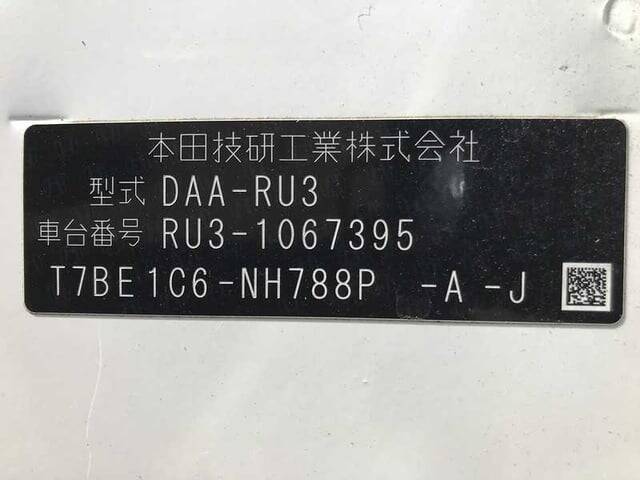 本田技研工業株式会社
型式 DAA-RU3
車台番号 RU3-1067395
T7BE1C6-NH788P -A -J